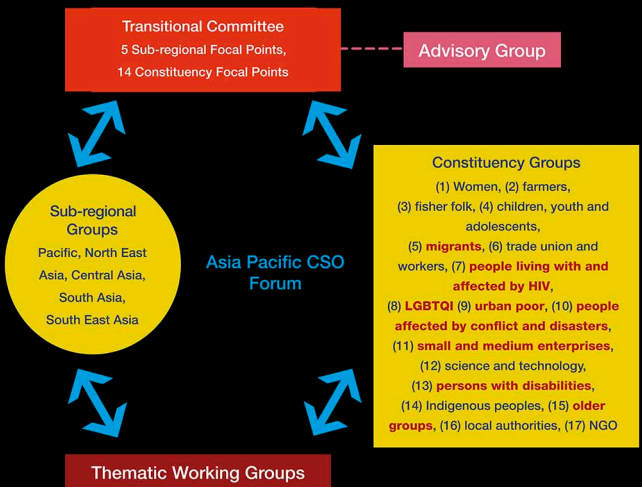 Transitional Committee
5 Sub-regional Focal Points,
14 Constituency Focal Points
Advisory Group
Sub-regional
Groups
Pacific, North East
Asia, Central Asia,
South Asia,
South East Asia
Asia Pacific CSO
Forum
Constituency Groups
(1) Women, (2) farmers,
(3) fisher folk, (4) children, youth and
adolescents,
(5) migrants, (6) trade union and
workers, (7) people living with and
affected by HIV,
(8) LGBTQI (9) urban poor, (10) people
affected by conflict and disasters,
(11) small and medium enterprises,
(12) science and technology,
(13) persons with disabilities,
(14) Indigenous peoples, (15) older
groups, (16) local authorities, (17) NGO
Thematic Working Groups